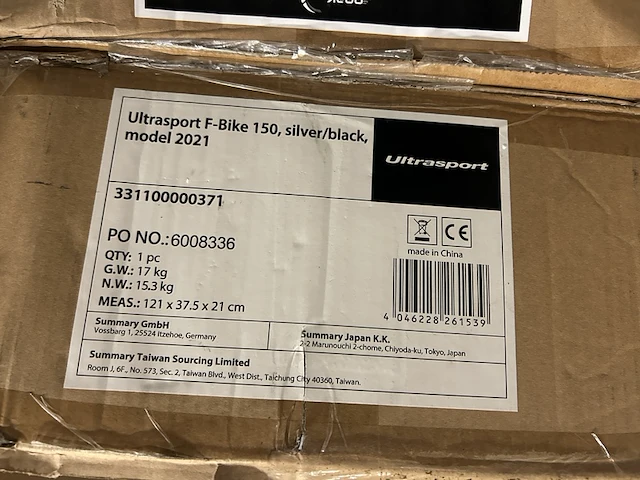 Ultrasport F-Bike 150, silver/black,
model 2021
Ultrasport
331100000371
PO NO.:6008336
QTY: 1 pc
G.W.: 17 kg
N.W.: 15.3 kg
MEAS.: 121 x 37.5 x 21 cm
CE
made in China
4 046228 261539
Summary GmbH
Vossbarg 1, 25524 Itzehoe, Germany
Summary Japan K.K.
2-2 Marunouchi 2-chome, Chiyoda-ku, Tokyo, Japan
Summary Taiwan Sourcing Limited
Room J, 6F., No. 573, Sec. 2, Taiwan Blvd., West Dist., Taichung City 40360, Taiwan.